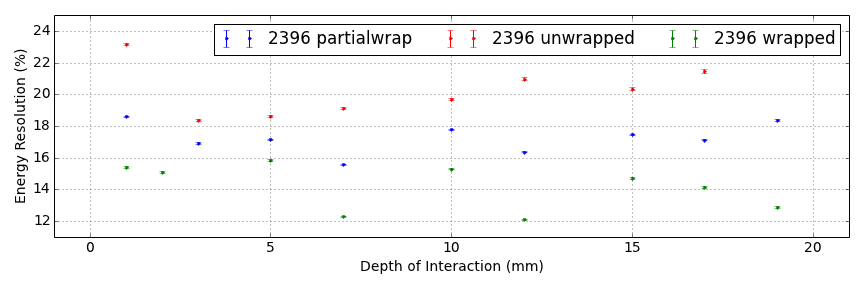 2396 partialwrap 2396 unwrapped 2396 wrapped
Energy Resolution (%)
24
22
20
18
16
14
12
0 5 10 15 20
Depth of Interaction (mm)